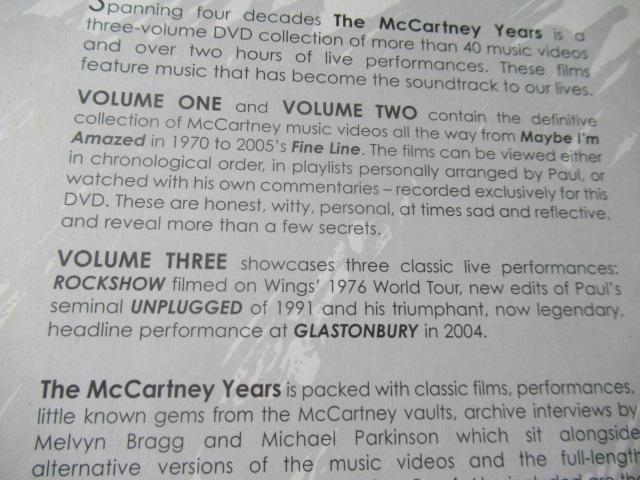 Spanning four decades The McCartney Years is a
three-volume DVD collection of more than 40 music videos
and over two hours of live performances. These films
feature music that has become the soundtrack to our lives.
VOLUME ONE and VOLUME TWO contain the definitive
collection of McCartney music videos all the way from Maybe I'm
Amazed in 1970 to 2005's Fine Line. The films can be viewed either
in chronological order, in playlists personally arranged by Paul, or
watched with his own commentaries – recorded exclusively for this
DVD. These are honest, witty, personal, at times sad and reflective,
and reveal more than a few secrets.
VOLUME THREE showcases three classic live performances:
ROCKSHOW filmed on Wings' 1976 World Tour, new edits of Paul's
seminal UNPLUGGED of 1991 and his triumphant, now legendary,
headline performance at GLASTONBURY in 2004.
The McCartney Years is packed with classic films, performances,
little known gems from the McCartney vaults, archive interviews by
Melvyn Bragg and Michael Parkinson which sit alongside
alternative versions of the music videos and the full-length
included are the